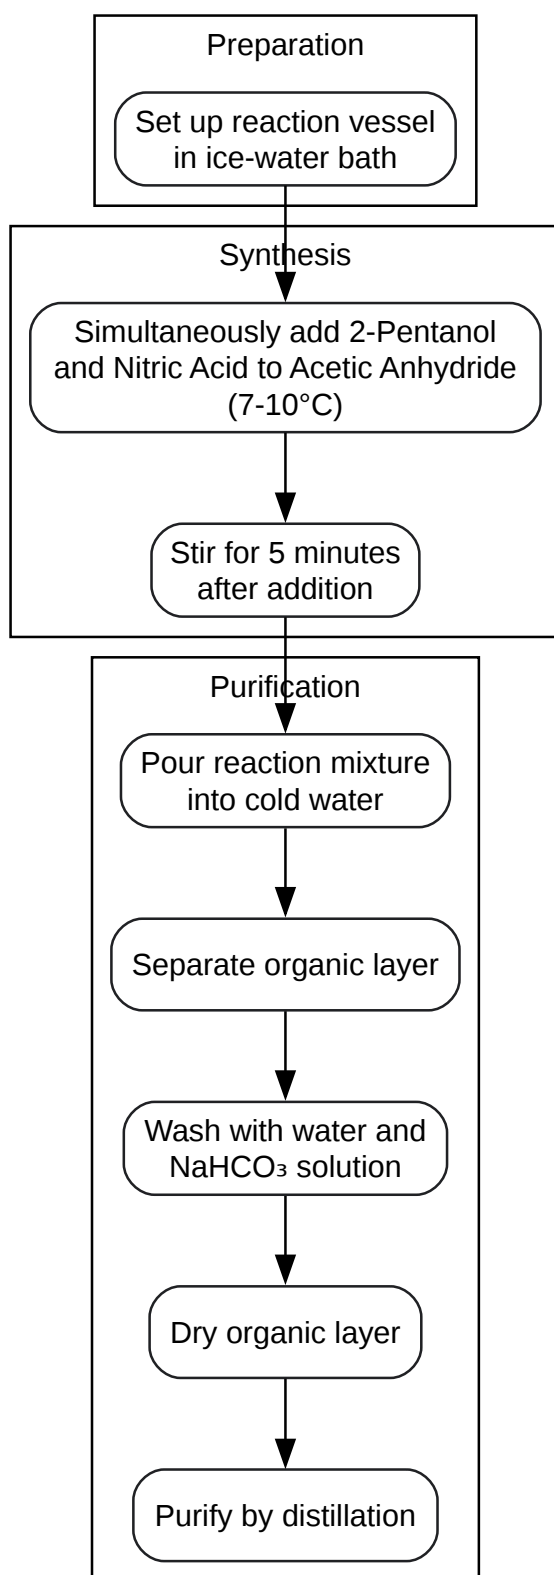 Preparation
Set up reaction vessel
in ice-water bath
Synthesis
Simultaneously add 2-Pentanol
and Nitric Acid to Acetic Anhydride
(7-10°C)
Stir for 5 minutes
after addition
Purification
Pour reaction mixture
into cold water
Separate organic layer
Wash with water and
NaHCO₃ solution
Dry organic layer
Purify by distillation